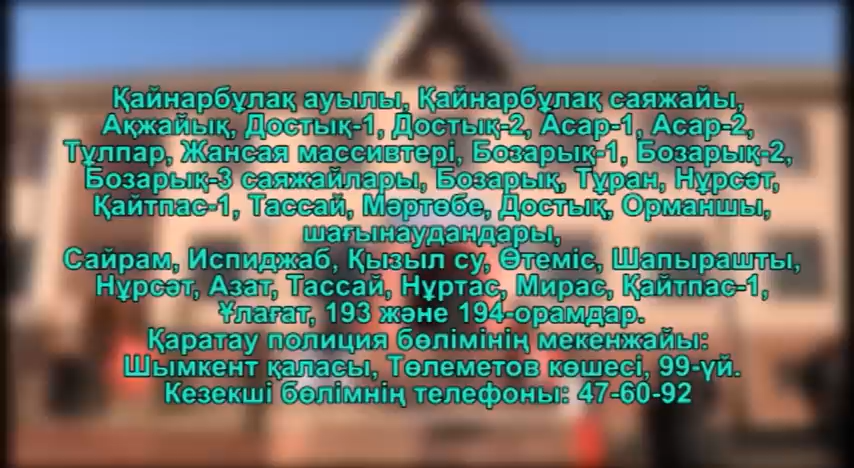 Қайнарбұлақ ауылы, Қайнарбұлақ саяжайы,
Ақжайық, Достық-1, Достық-2, Асар-1, Асар-2,
Тұлпар, Жансая массивтері, Бозарық-1, Бозарық-2,
Бозарық-3 саяжайлары, Бозарық, Тұран, Нұрсәт,
Қайтпас-1, Тассай, Мәртөбе, Достық, Орманшы,
шағынаудандары,
Сайрам, Испиджаб, Қызыл су, Өтеміс, Шапырашты,
Нұрсәт, Азат, Тассай, Нұртас, Мирас, Қайтпас-1,
Ұлағат, 193 және 194-орамдар.
Қаратау полиция бөлімінің мекенжайы:
Шымкент қаласы, Төлеметов көшесі, 99-үй.
Кезекші бөлімнің телефоны: 47-60-92